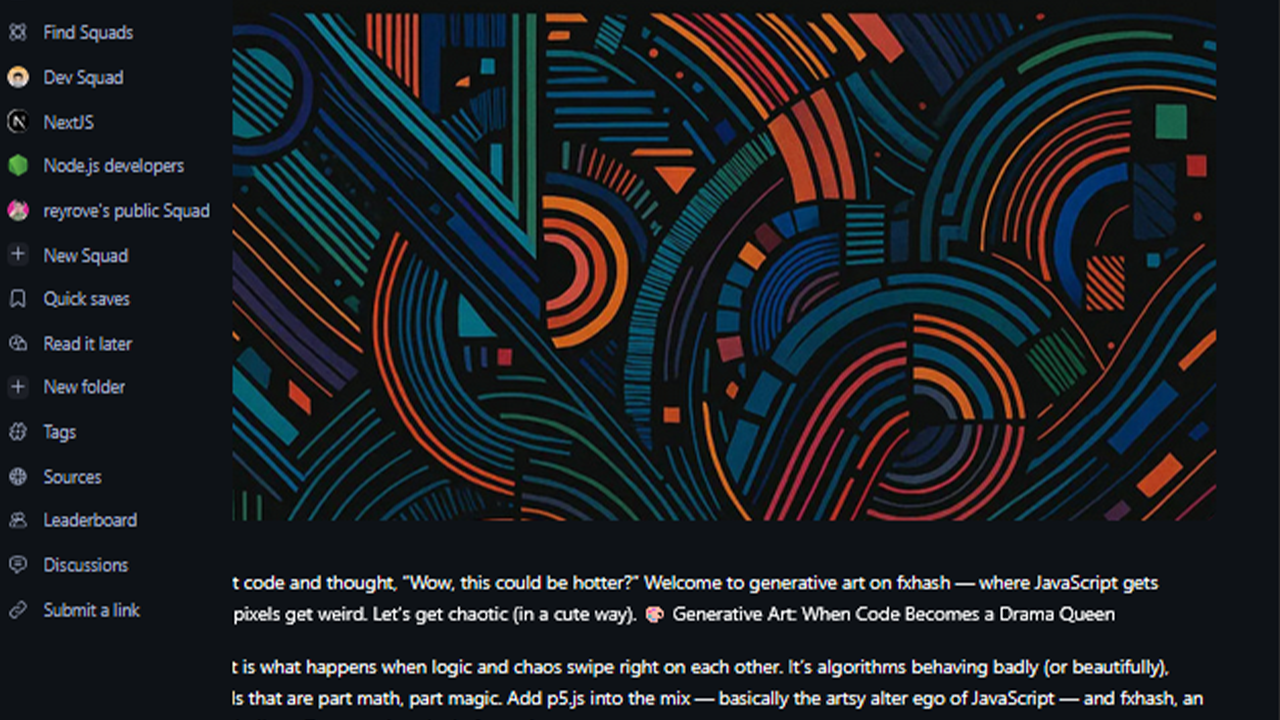 Find Squads
Dev Squad
NextJS
Node.js developers
reyrove's public Squad
New Squad
Quick saves
Read it later
New folder
Tags
Sources
Leaderboard
Discussions
Submit a link
t code and thought, “Wow, this could be hotter?” Welcome to generative art on fxhash — where JavaScript gets
pixels get weird. Let’s get chaotic (in a cute way). 🎨 Generative Art: When Code Becomes a Drama Queen
t is what happens when logic and chaos swipe right on each other. It’s algorithms behaving badly (or beautifully),
ls that are part math, part magic. Add p5.js into the mix — basically the artsy alter ego of JavaScript — and fxhash, an